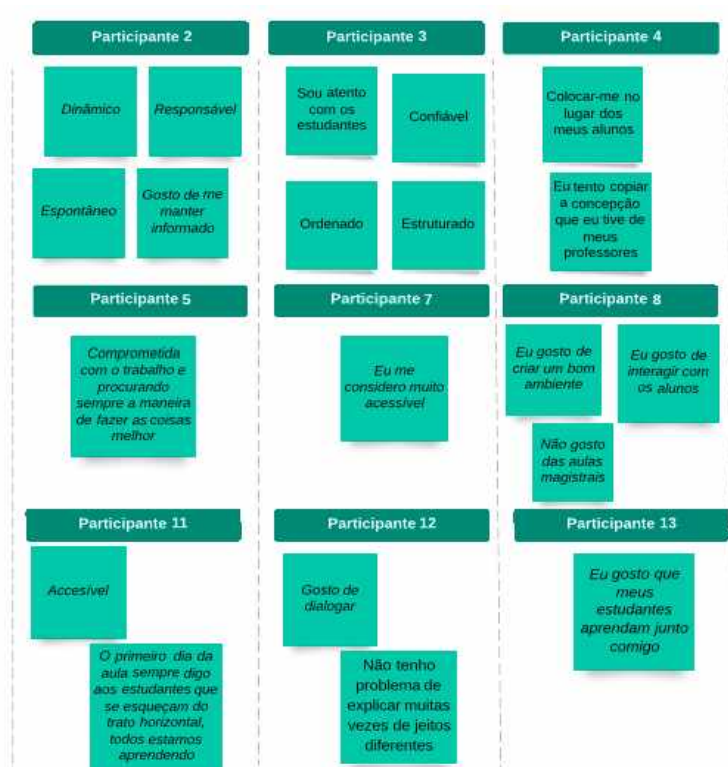 Participante 2
Dinâmico
Responsável
Espontâneo
Gosto de me
manter
informado
Participante 3
Sou atento
com os
estudantes
Confiável
Ordenado
Estruturado
Participante 4
Colocar-me no
lugar dos
meus alunos
Eu tento copiar
a concepção
que eu tive de
meus
professores
Participante 5
Comprometida
com o trabalho e
procurando
sempre a maneira
de fazer as coisas
melhor
Participante 7
Eu me
considero muito
acessível
Participante 8
Eu gosto de
criar um bom
ambiente
Eu gosto de
interagir com
os alunos
Não gosto
das aulas
magistrais
Participante 11
Accesível
O primeiro dia da
aula sempre digo
aos estudantes que
se esqueçam do
trato horizontal,
todos estamos
aprendendo
Participante 12
Gosto de
dialogar
Não tenho
problema de
explicar muitas
vezes de jeitos
diferentes
Participante 13
Eu gosto que
meus
estudantes
aprendam junto
comigo